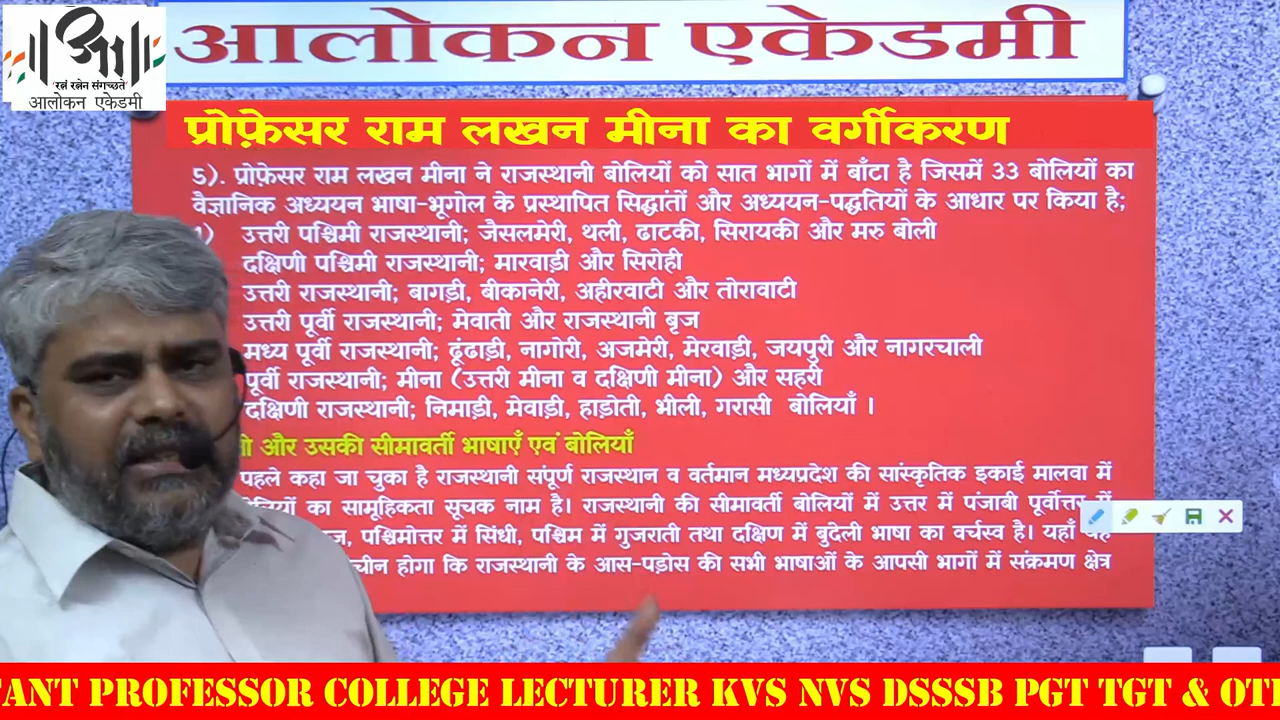 आलोकन एकेडमी
रत्नं रत्नेन संगच्छते
आलोकन एकेडमी
प्रोफ़ेसर राम लखन मीना का वर्गीकरण
5). प्रोफ़ेसर राम लखन मीना ने राजस्थानी बोलियों को सात भागों में बाँटा है जिसमें 33 बोलियों का
वैज्ञानिक अध्ययन भाषा-भूगोल के प्रस्थापित सिद्धांतों और अध्ययन-पद्धतियों के आधार पर किया है;
उत्तरी पश्चिमी राजस्थानी; जैसलमेरी, थली, ढाटकी, सिरायकी और मरु बोली
दक्षिणी पश्चिमी राजस्थानी; मारवाड़ी और सिरोही
उत्तरी राजस्थानी; बागड़ी, बीकानेरी, अहीरवाटी और तोरावाटी
उत्तरी पूर्वी राजस्थानी; मेवाती और राजस्थानी बृज
मध्य पूर्वी राजस्थानी; ढूंढाड़ी, नागोरी, अजमेरी, मेरवाड़ी, जयपुरी और नागरचाली
पूर्वी राजस्थानी; मीना (उत्तरी मीना व दक्षिणी मीना) और सहरी
दक्षिणी राजस्थानी; निमाड़ी, मेवाड़ी, हाड़ोती, भीली, गरासी बोलियाँ ।
और उसकी सीमावर्ती भाषाएँ एवं बोलियाँ
पहले कहा जा चुका है राजस्थानी संपूर्ण राजस्थान व वर्तमान मध्यप्रदेश की सांस्कृतिक इकाई मालवा में
का सामूहिकता सूचक नाम है। राजस्थानी की सीमावर्ती बोलियों में उत्तर में पंजाबी पूर्वोत्तर में
पश्चिमोत्तर में सिंधी, पश्चिम में गुजराती तथा दक्षिण में बुदेली भाषा का वर्चस्व है। यहाँ
होगा कि राजस्थानी के आस-पड़ोस की सभी भाषाओं के आपसी भागों में संक्रमण क्षेत्र
PROFESSOR COLLEGE LECTURER KVS NVS DSSSB PGT TGT &